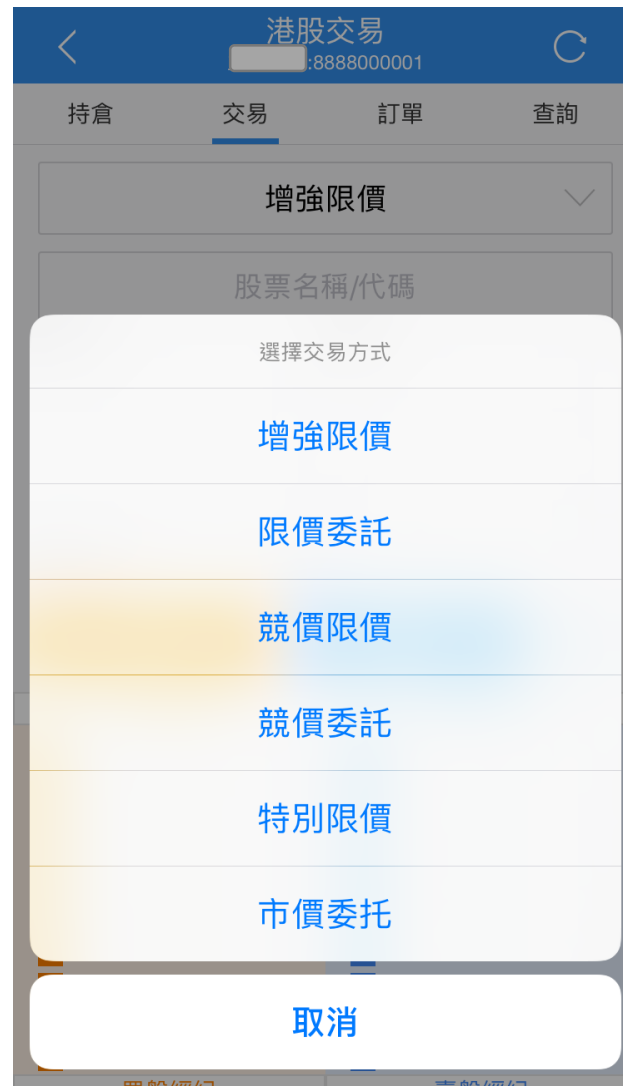 港股交易
:8888000001
持倉 交易 訂單 查詢
增強限價
股票名稱/代碼
選擇交易方式
增強限價
限價委託
競價限價
競價委託
特別限價
市價委托
取消